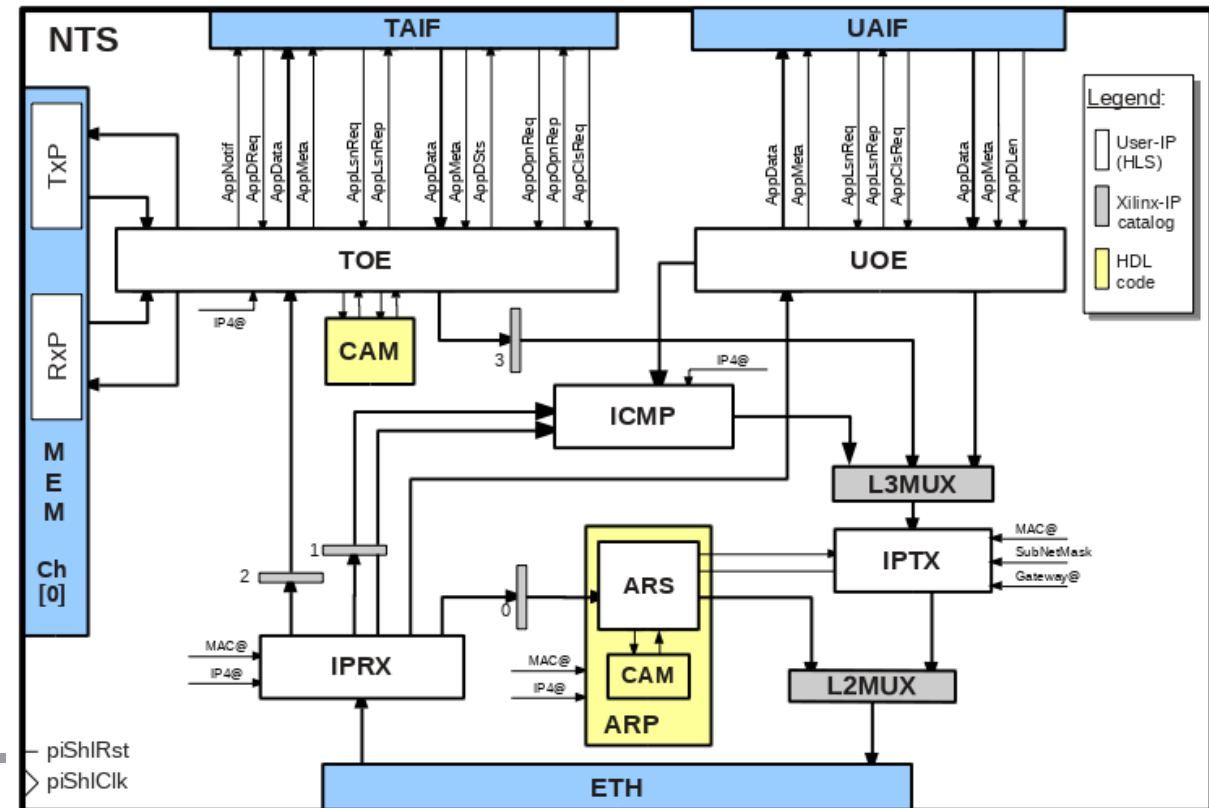 NTS
TAIF
UAIF
AppNotif
AppDReq
AppData
AppMeta
AppLsnReq
AppLsnRep
AppData
AppMeta
AppDSts
AppOpnReq
AppOpnRep
AppClsReq
AppData
AppMeta
AppLsnReq
AppLsnRep
AppClsReq
AppData
AppMeta
AppDLen
Legend:
User-IP
(HLS)
Xilinx-IP
catalog
HDL
code
TxP
RxP
M
E
M
Ch
[0]
TOE
UOE
IP4@
CAM
3
IP4@
ICMP
L3MUX
1
2
0
ARS
CAM
ARP
IPTX
MAC@
SubNetMask
Gateway@
MAC@
IP4@
IPRX
MAC@
IP4@
L2MUX
piShlRst
piShlClk
ETH